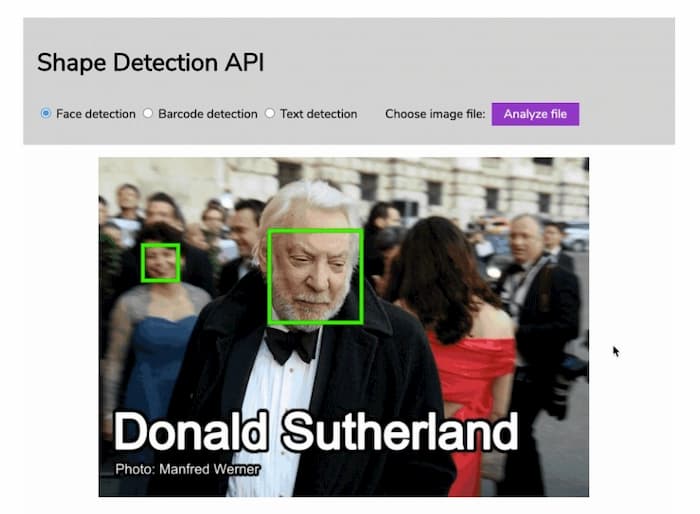 Shape Detection API
Face detection Barcode detection Text detection Choose image file: Analyze file
Donald Sutherland
Photo: Manfred Werner